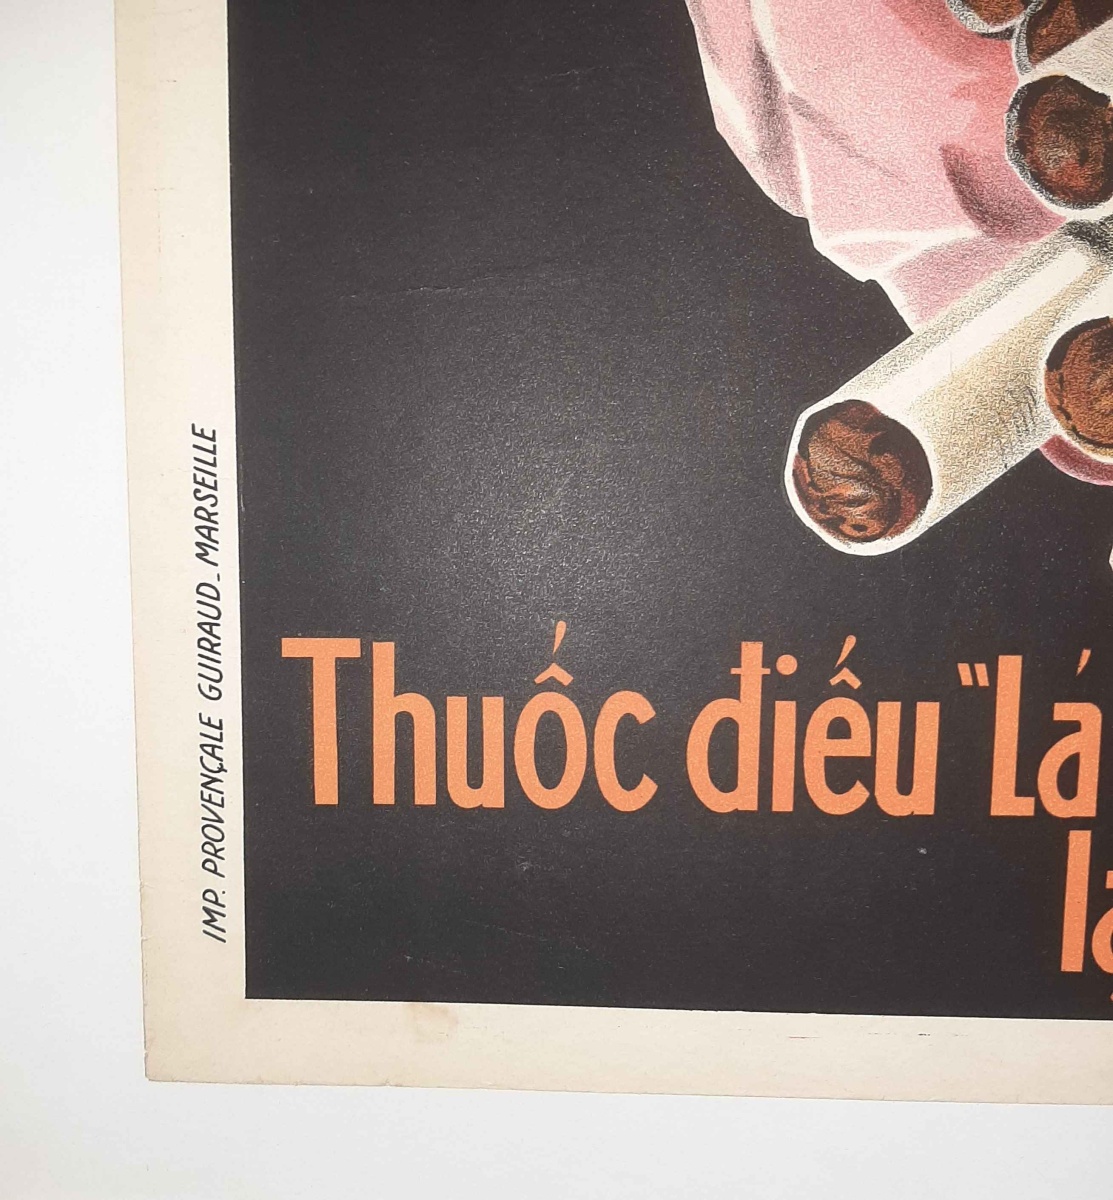 IMP. PROVENÇALE GUIRAUD_MARSEILLE
Thuốc điếu "Lá